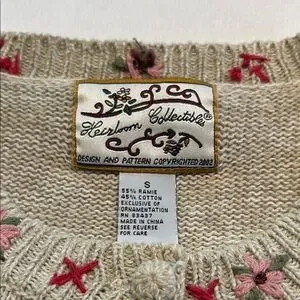 Heirloom Collectibles®
DESIGN AND PATTERN COPYRIGHTED 2002
S
55% RAMIE
45% COTTON
EXCLUSIVE OF
ORNAMENTATION
RN 83437
MADE IN CHINA
SEE REVERSE
FOR CARE